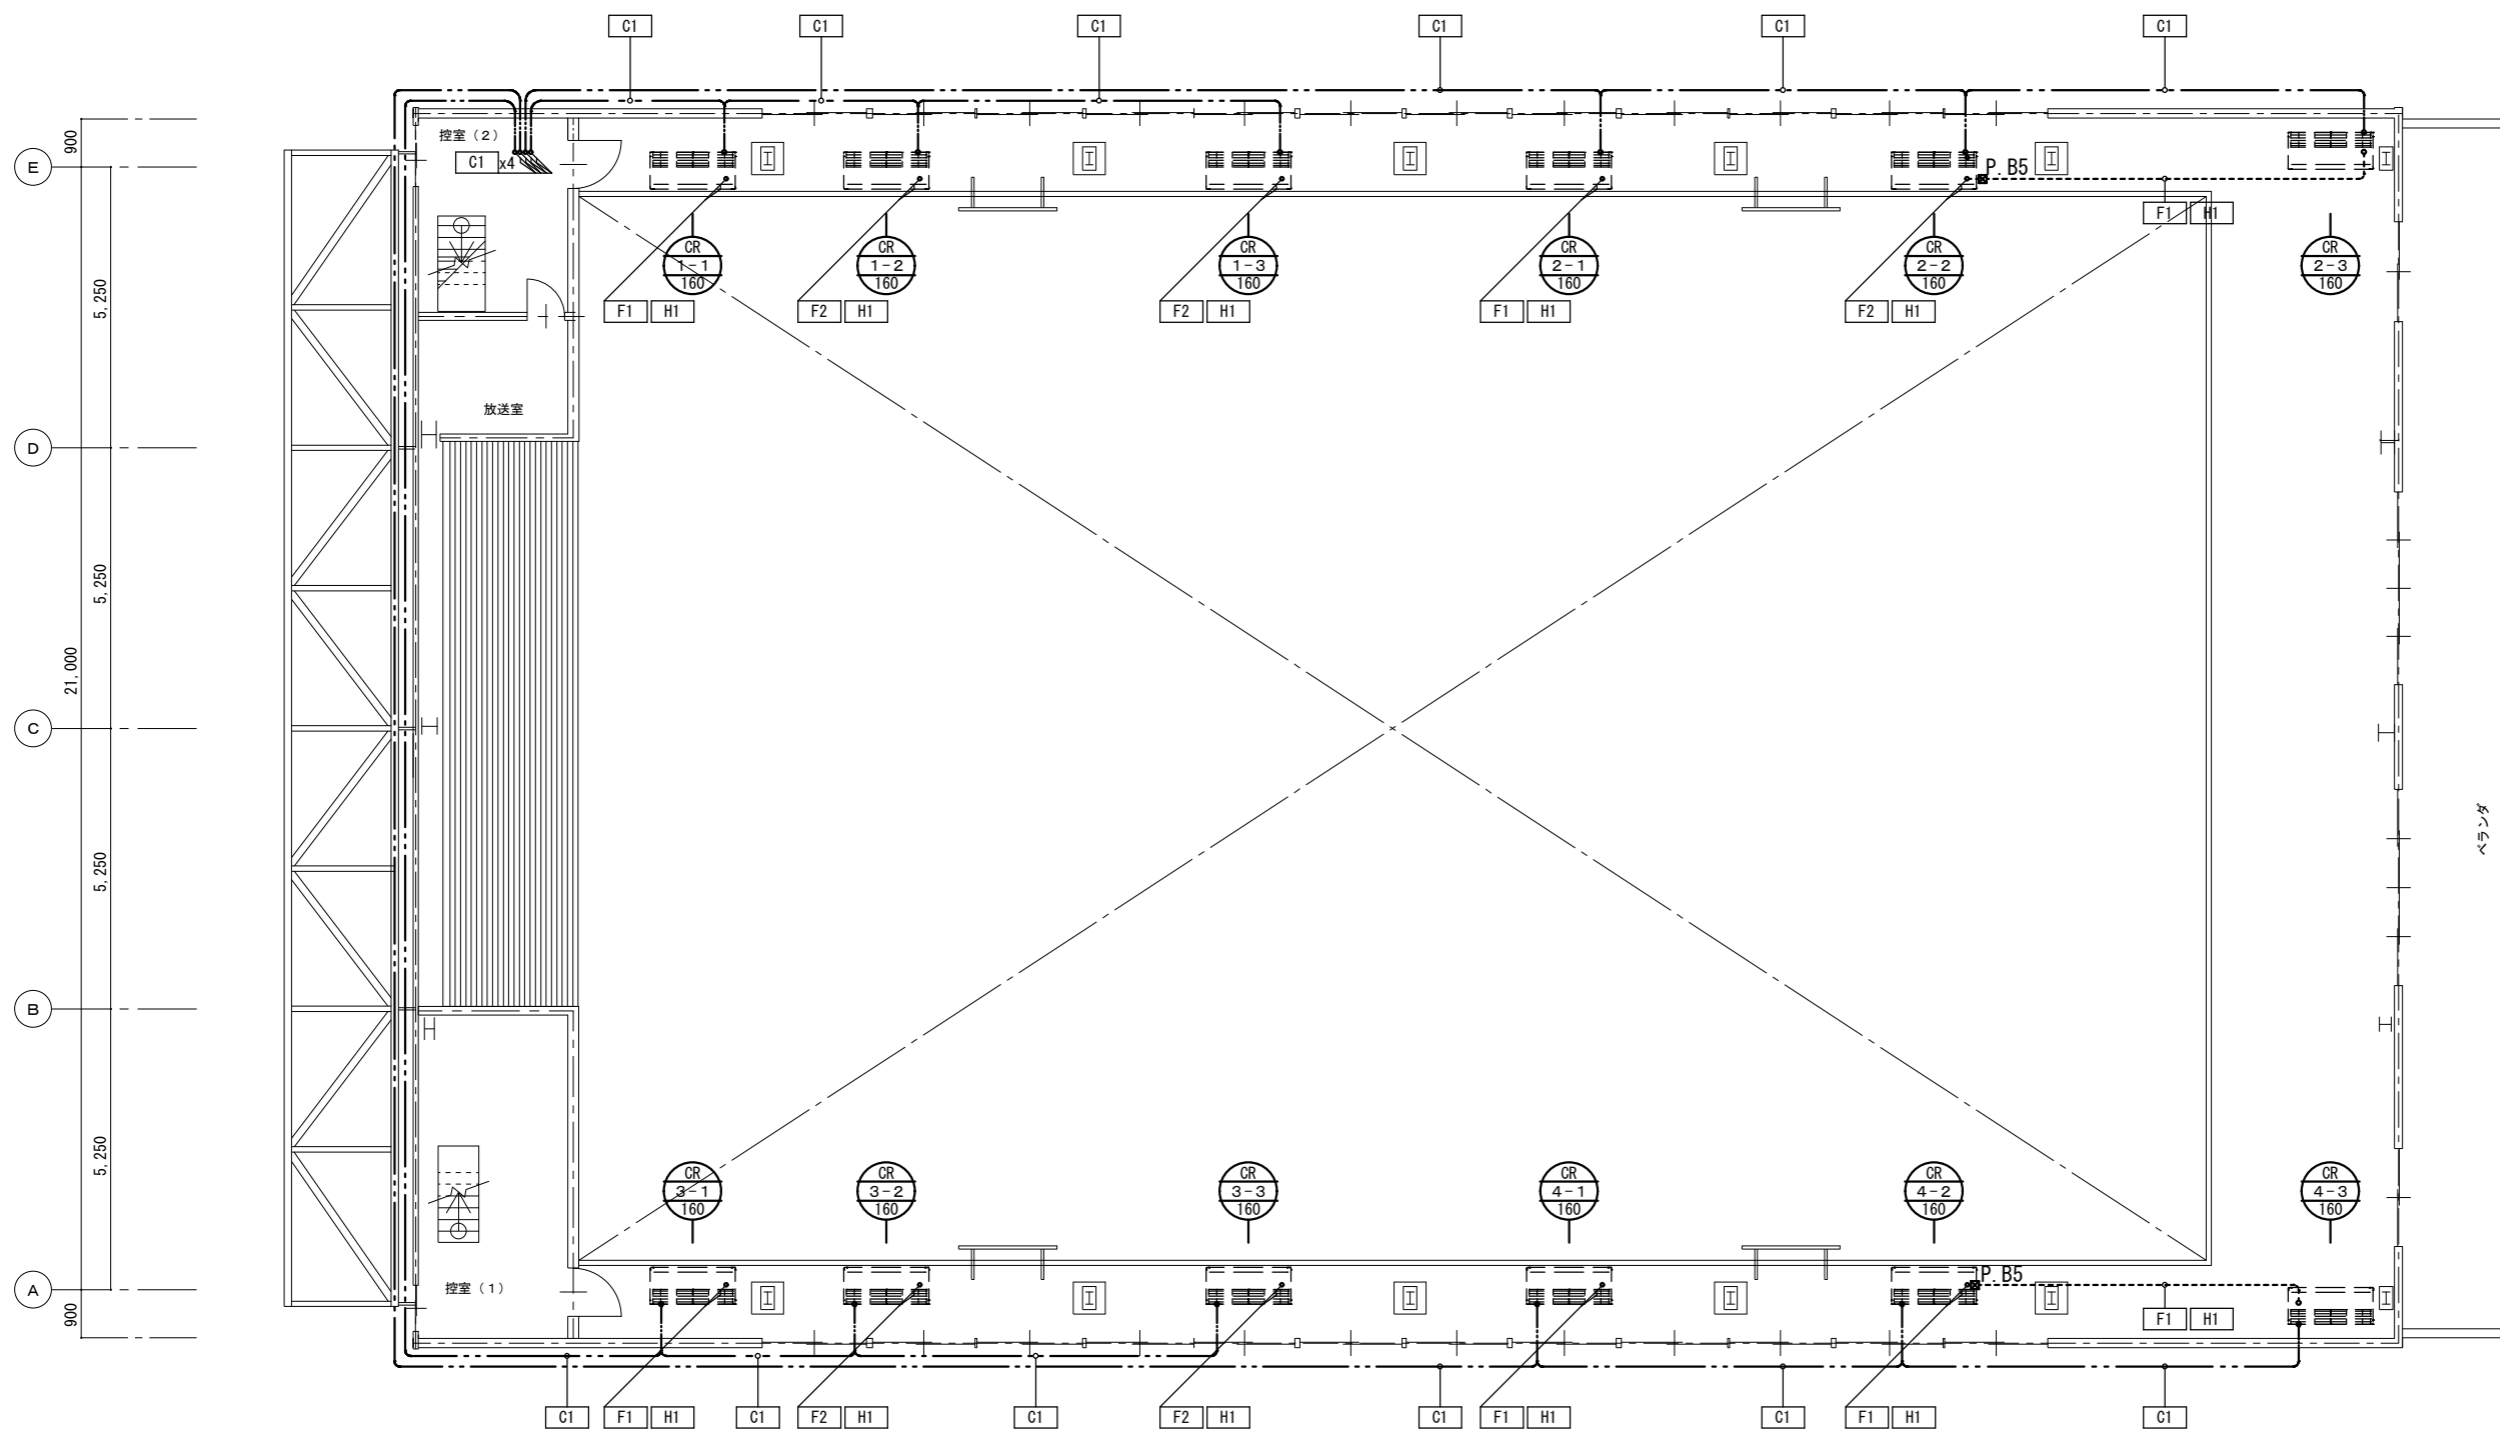 C1 C1 C1 C1 C1 C1
900
控室(2)
E
C1 x4
P.B5
F1 H1
CR 1-1 160
CR 1-2 160
CR 1-3 160
CR 2-1 160
CR 2-2 160
CR 2-3 160
5,250
F1 H1
F2 H1
F2 H1
F1 H1
F2 H1
放送室
D
5,250
21,000
C
ベランダ
5,250
B
5,250
CR 3-1 160
CR 3-2 160
CR 3-3 160
CR 4-1 160
CR 4-2 160
CR 4-3 160
P.B5
A
控室(1)
900
F1 H1
C1
F1 H1
C1
F2 H1
C1
F2 H1
C1
F1 H1
C1
F1 H1
C1